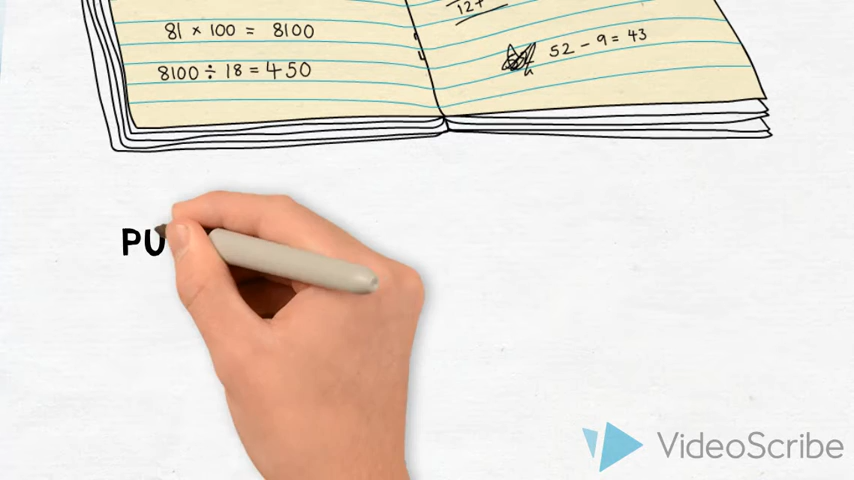 81 × 100 = 8100
8100 ÷ 18 = 450
52 - 9 = 43
PU
VideoScribe